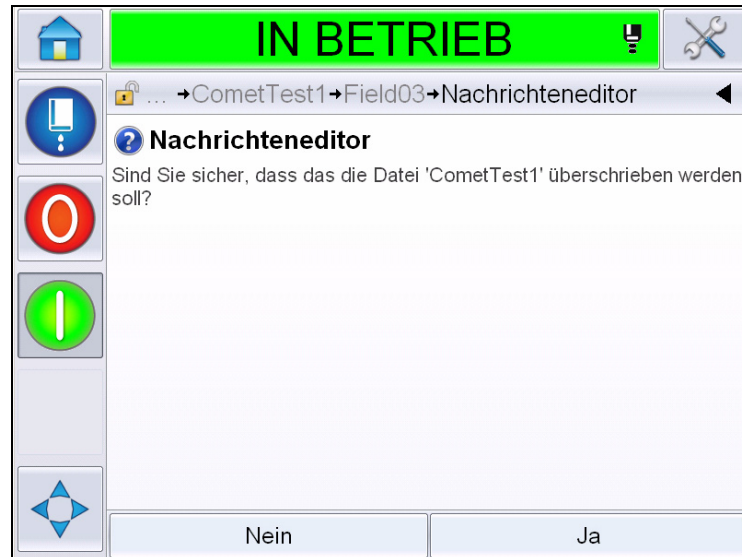 IN BETRIEB
... →CometTest1→Field03→Nachrichteneditor
Nachrichteneditor
Sind Sie sicher, dass das die Datei 'CometTest1' überschrieben werden
soll?
Nein
Ja